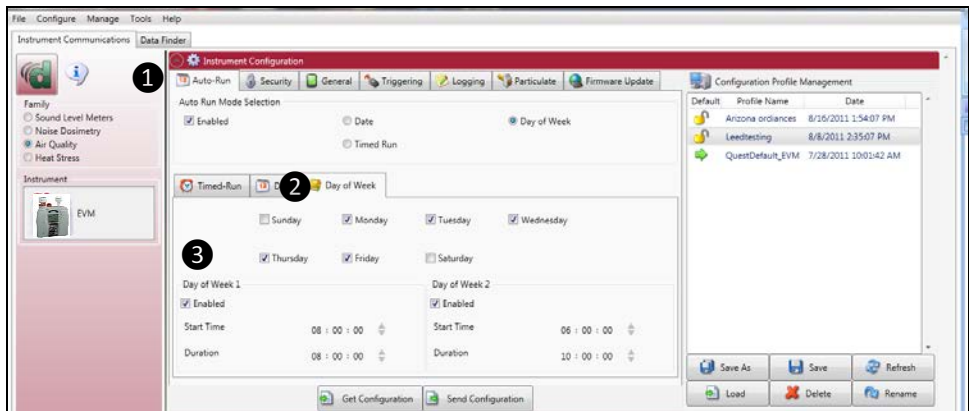 File Configure Manage Tools Help
Instrument Communications Data Finder
Instrument Configuration
1
Auto-Run Security General Triggering Logging Particulate Firmware Update
Configuration Profile Management
Family
Sound Level Meters
Noise Dosimetry
Air Quality
Heat Stress
Auto Run Mode Selection
Enabled Date Day of Week
Timed Run
Default Profile Name Date
Arizona ordiances 8/16/2011 1:54:07 PM
Leedtesting 8/8/2011 2:35:07 PM
QuestDefault_EVM 7/28/2011 10:01:42 AM
Instrument
EVM
Timed-Run D 2 Day of Week
Sunday Monday Tuesday Wednesday
3
Thursday Friday Saturday
Day of Week 1 Day of Week 2
Enabled Enabled
Start Time 08 : 00 : 00 Start Time 06 : 00 : 00
Duration 08 : 00 : 00 Duration 10 : 00 : 00
Save As Save Refresh
Load Delete Rename
Get Configuration Send Configuration